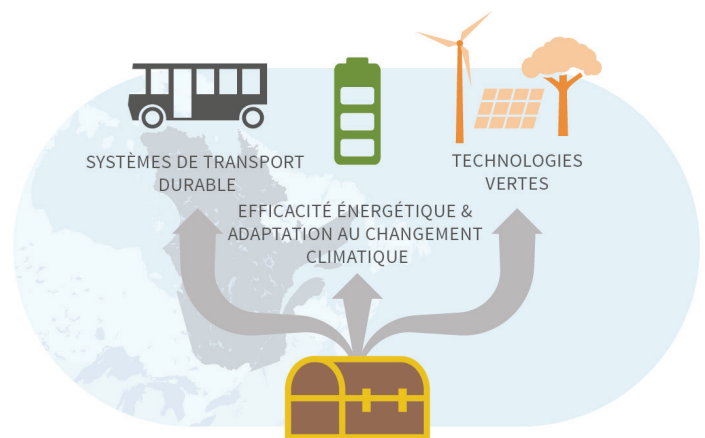 SYSTÈMES DE TRANSPORT
DURABLE
EFFICACITÉ ÉNERGÉTIQUE &
ADAPTATION AU CHANGEMENT
CLIMATIQUE
TECHNOLOGIES
VERTES